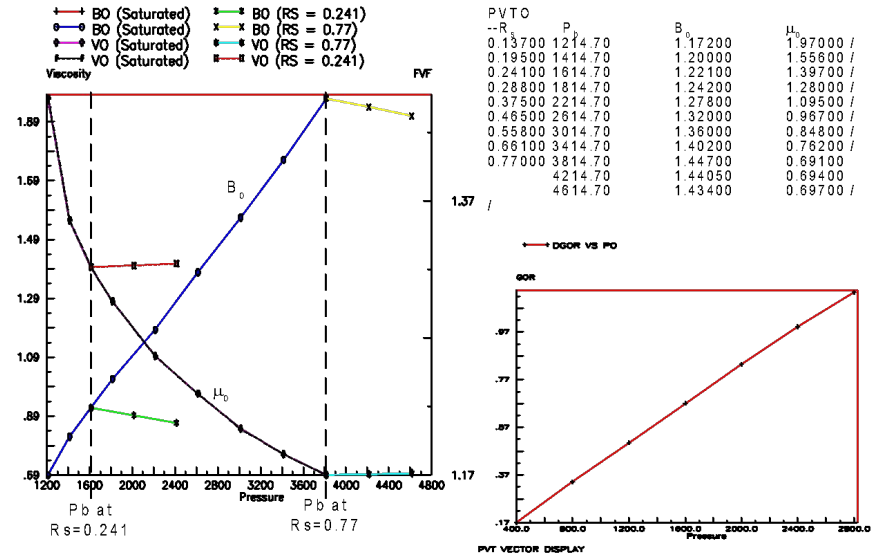 BO (Saturated)
BO (Saturated)
VO (Saturated)
VO (Saturated)
BO (RS = 0.241)
BO (RS = 0.77)
VO (RS = 0.77)
VO (RS = 0.241)
Viscosity
FVF
1.89
1.59
1.49
1.29
1.09
.89
.59
1.37
1.17
B0
μ0
1200 1600 2000 2400 2800 3200 3600 4000 4400 4800
Pressure
Pb at
Rs=0.241
Pb at
Rs=0.77
PVTO
--Rs Pb B0 μ0
0.13700 1214.70 1.17200 1.97000 /
0.19500 1414.70 1.20000 1.55600 /
0.24100 1614.70 1.22100 1.39700 /
0.28800 1814.70 1.24200 1.28000 /
0.37500 2214.70 1.27800 1.09500 /
0.46500 2614.70 1.32000 0.96700 /
0.55800 3014.70 1.36000 0.84800 /
0.66100 3414.70 1.40200 0.76200 /
0.77000 3814.70 1.44700 0.69100
4214.70 1.44050 0.69400
4614.70 1.43400 0.69700 /
/
DGOR VS PO
GOR
.97
.77
.37
.17
400.0 800.0 1200.0 1600.0 2000.0 2400.0 2800.0
Pressure
PVT VECTOR DISPLAY